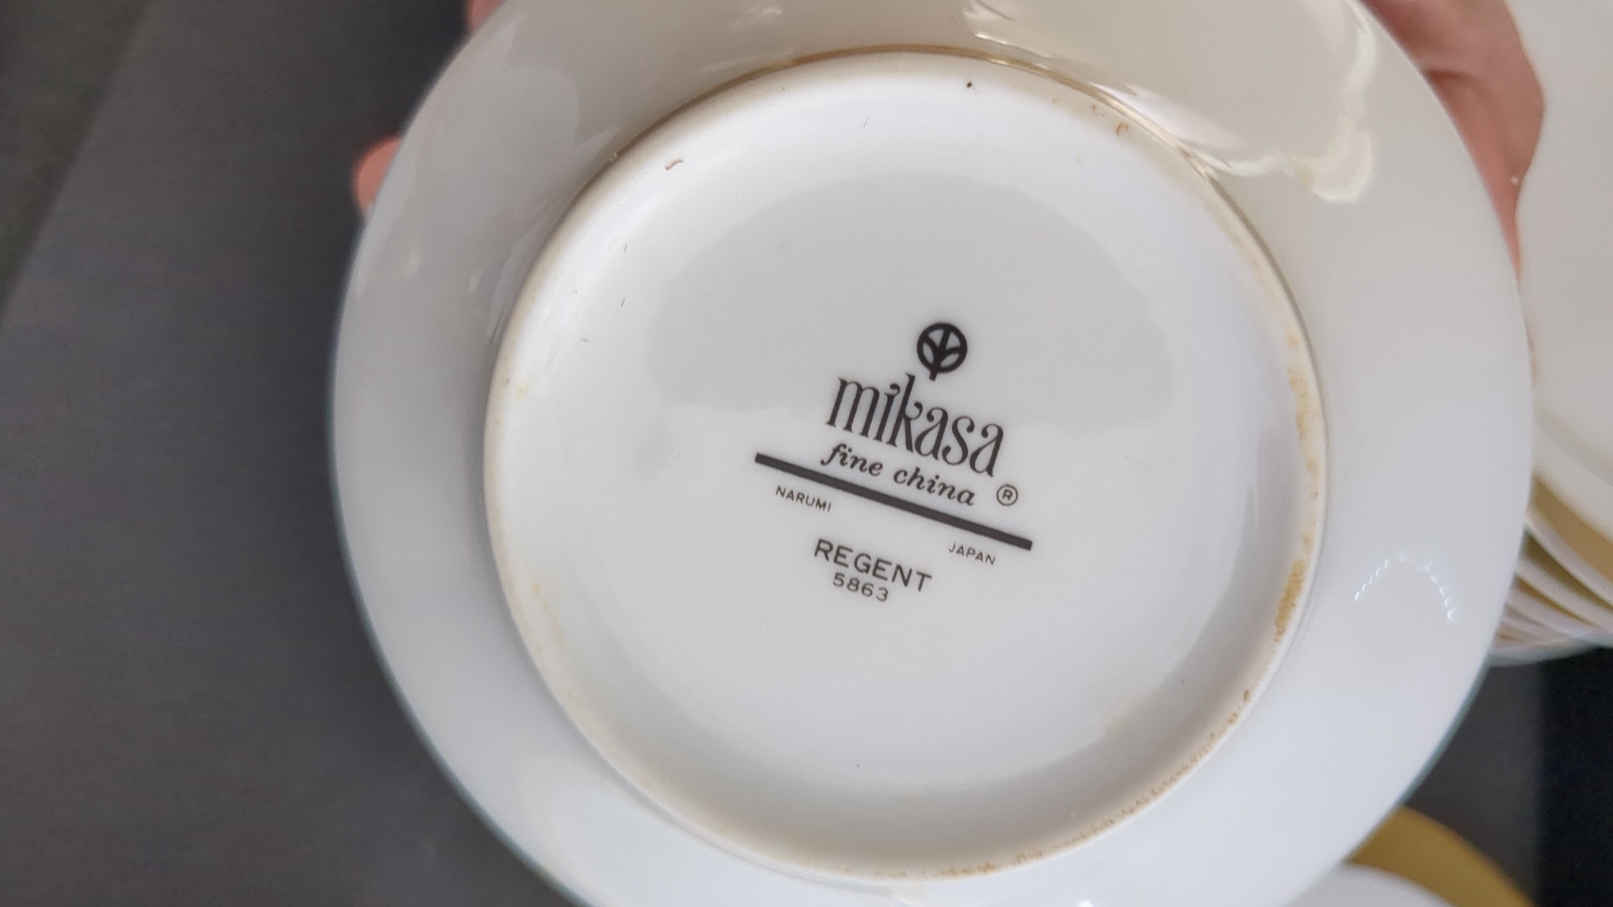 mikasa
fine china ®
NARUMI JAPAN
REGENT
5863